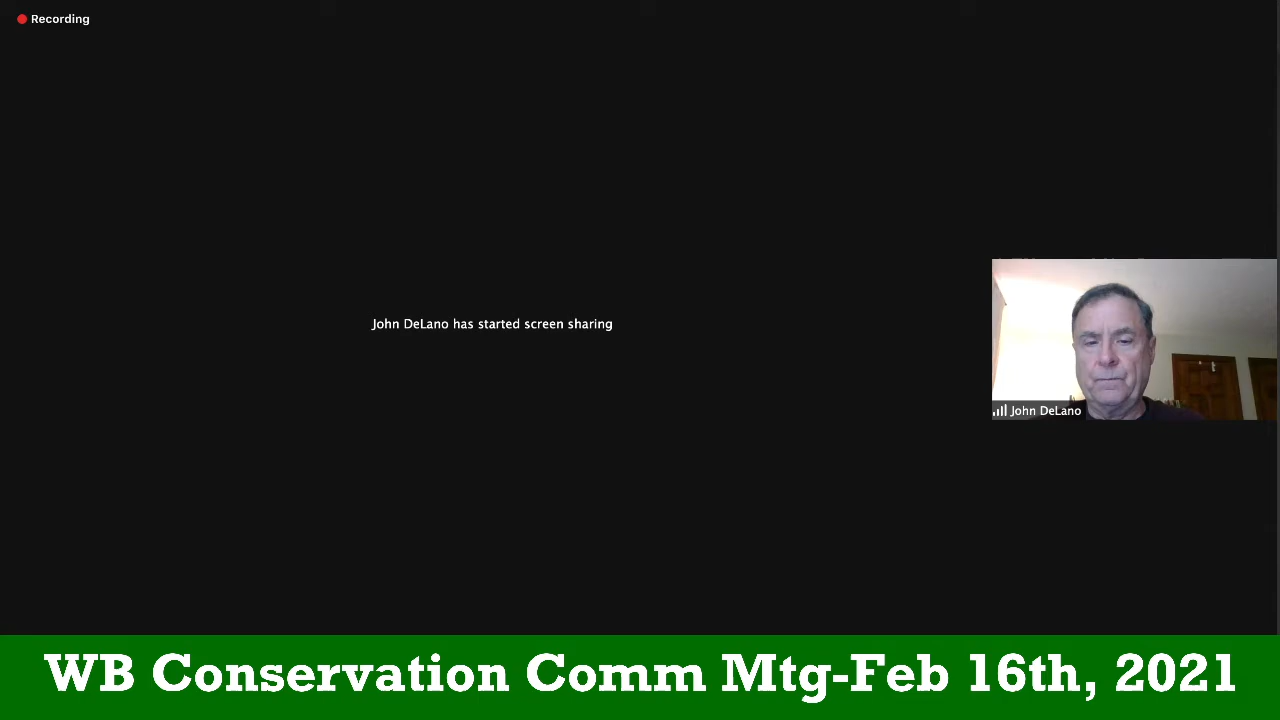 Recording
John DeLano has started screen sharing
John DeLano
WB Conservation Comm Mtg-Feb 16th, 2021